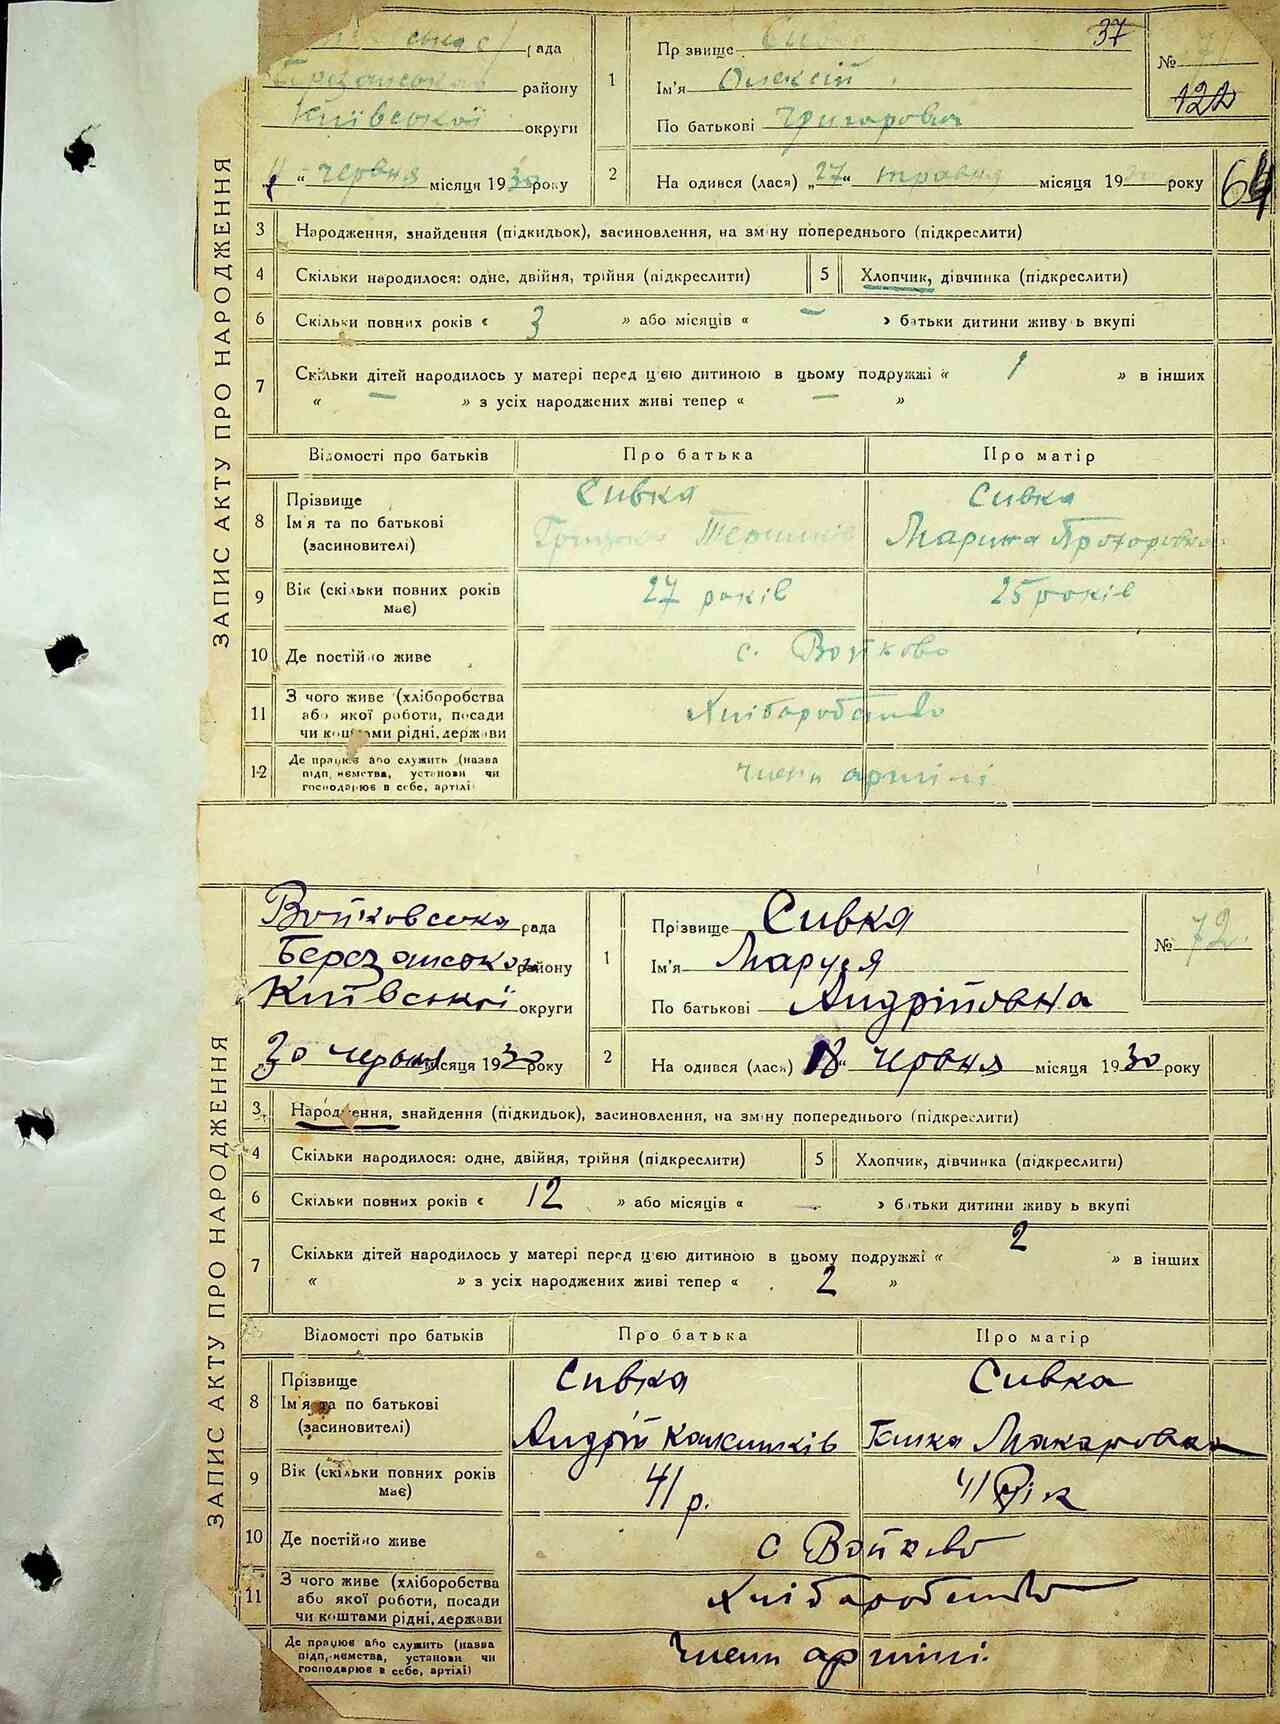 37
рада
Прізвище Сив
№ 71
122
району
1
Ім'я Олексій
Київської округи
По батькові Григорович
64
" червня місяця 1930 року
2
На одився (лася) „27" травня місяця 19 року
ЗАПИС АКТУ ПРО НАРОДЖЕННЯ
3 Народження, знайдення (підкидьок), засиновлення, на зміну попереднього (підкреслити)
4 Скільки народилося: одне, двійня, трійня (підкреслити) 5 Хлопчик, дівчинка (підкреслити)
6 Скільки повних років « 3 » або місяців « — » батьки дитини живу ь вкупі
7 Скільки дітей народилось у матері перед цією дитиною в цьому подружжі « 1 » в інших
« — » з усіх народжених живі тепер « — »
Відомості про батьків Про батька Про матір
8 Прізвище Сивка Сивка
Ім'я та по батькові Марина Прохоровна
(засиновителі)
9 Вік (скільки повних років має) 27 років 25 років
10 Де постійно живе с. Войково
11 З чого живе (хліборобства
або якої роботи, посади Хліборобство
чи коштами рідні, держави
12 Де працює або служить (назва
підп, иємства, установи чи члени артілі
господарює в себе, артілі)
Войковська рада
Прізвище Сивка
№ 72.
району
1
Ім'я Маруся
Київської округи
По батькові Андрійовна
„30 червня місяця 1930 року
2
На одився (лася) „18" червня місяця 1930 року
ЗАПИС АКТУ ПРО НАРОДЖЕННЯ
3 Народження, знайдення (підкидьок), засиновлення, на зміну попереднього (підкреслити)
4 Скільки народилося: одне, двійня, трійня (підкреслити) 5 Хлопчик, дівчинка (підкреслити)
6 Скільки повних років « 12 » або місяців « — » батьки дитини живу ь вкупі
7 Скільки дітей народилось у матері перед цією дитиною в цьому подружжі « 2 » в інших
« » з усіх народжених живі тепер « 2 »
Відомості про батьків Про батька Про матір
8 Прізвище Сивка Сивка
Ім'я та по батькові
(засиновителі) Андрій Макаровна
9 Вік (скільки повних років має) 41 р. 41 рік
10 Де постійно живе с Войково
11 З чого живе (хліборобства
або якої роботи, посади Хліборобство
чи коштами рідні, держави
Де працює або служить (назва
підп, иємства, установи чи Члени артілі.
господарює в себе, артілі)